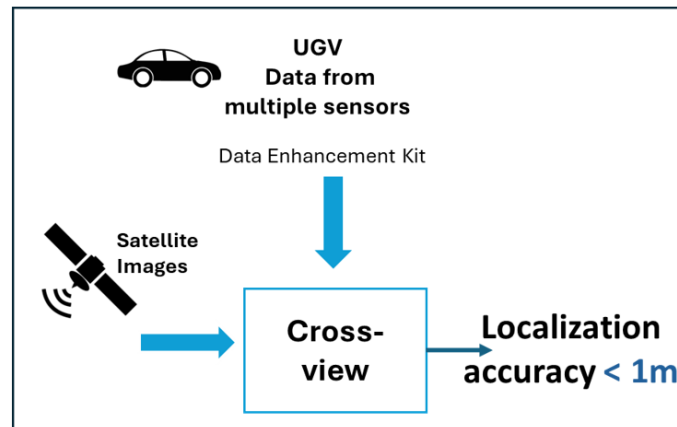 UGV
Data from
multiple sensors
Data Enhancement Kit
Satellite
Images
Cross-
view
Localization
accuracy < 1m